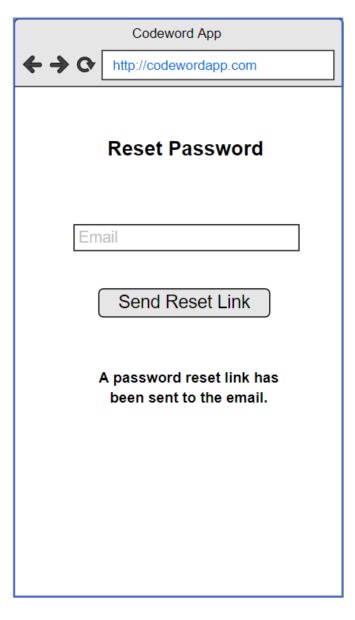 Codeword App
http://codewordapp.com
Reset Password
Email
Send Reset Link
A password reset link has
been sent to the email.